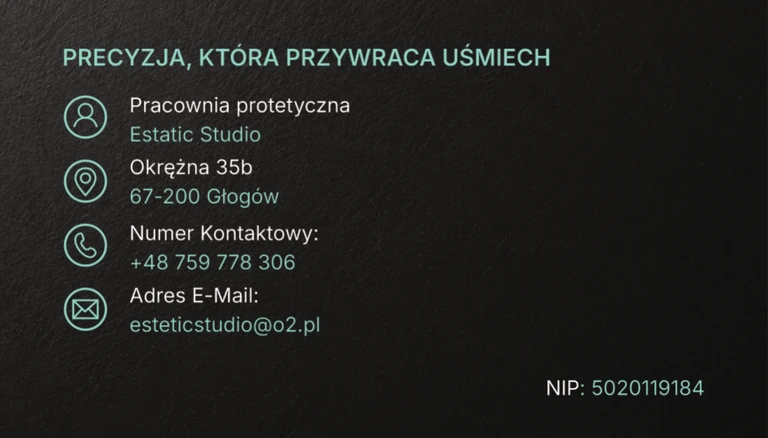 PRECYZJA, KTÓRA PRZYWRACA UŚMIECH
Pracownia protetyczna
Estatic Studio
Okrężna 35b
67-200 Głogów
Numer Kontaktowy:
+48 759 778 306
Adres E-Mail:
esteticstudio@o2.pl
NIP: 5020119184